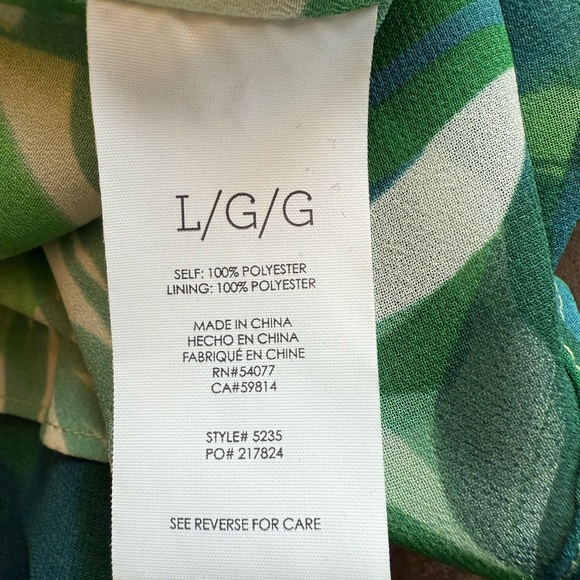 L/G/G
SELF: 100% POLYESTER
LINING: 100% POLYESTER
MADE IN CHINA
HECHO EN CHINA
FABRIQUÉ EN CHINE
RN#54077
CA#59814
STYLE# 5235
PO# 217824
SEE REVERSE FOR CARE